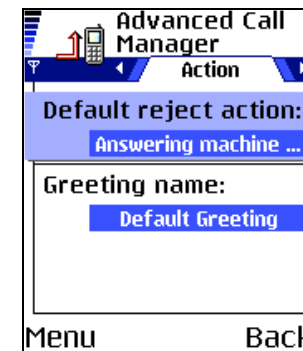 Advanced Call
Manager
Action
Default reject action:
Answering machine ...
Greeting name:
Default Greeting
Menu Back